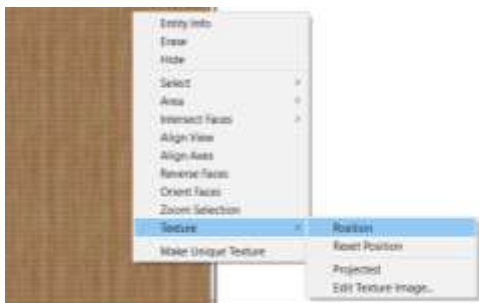 Entity Info
Erase
Hide
Select
Area
Intersect Faces
Align View
Align Axes
Reverse Faces
Orient Faces
Zoom Selection
Texture
Make Unique Texture
Position
Reset Position
Projected
Edit Texture Image...